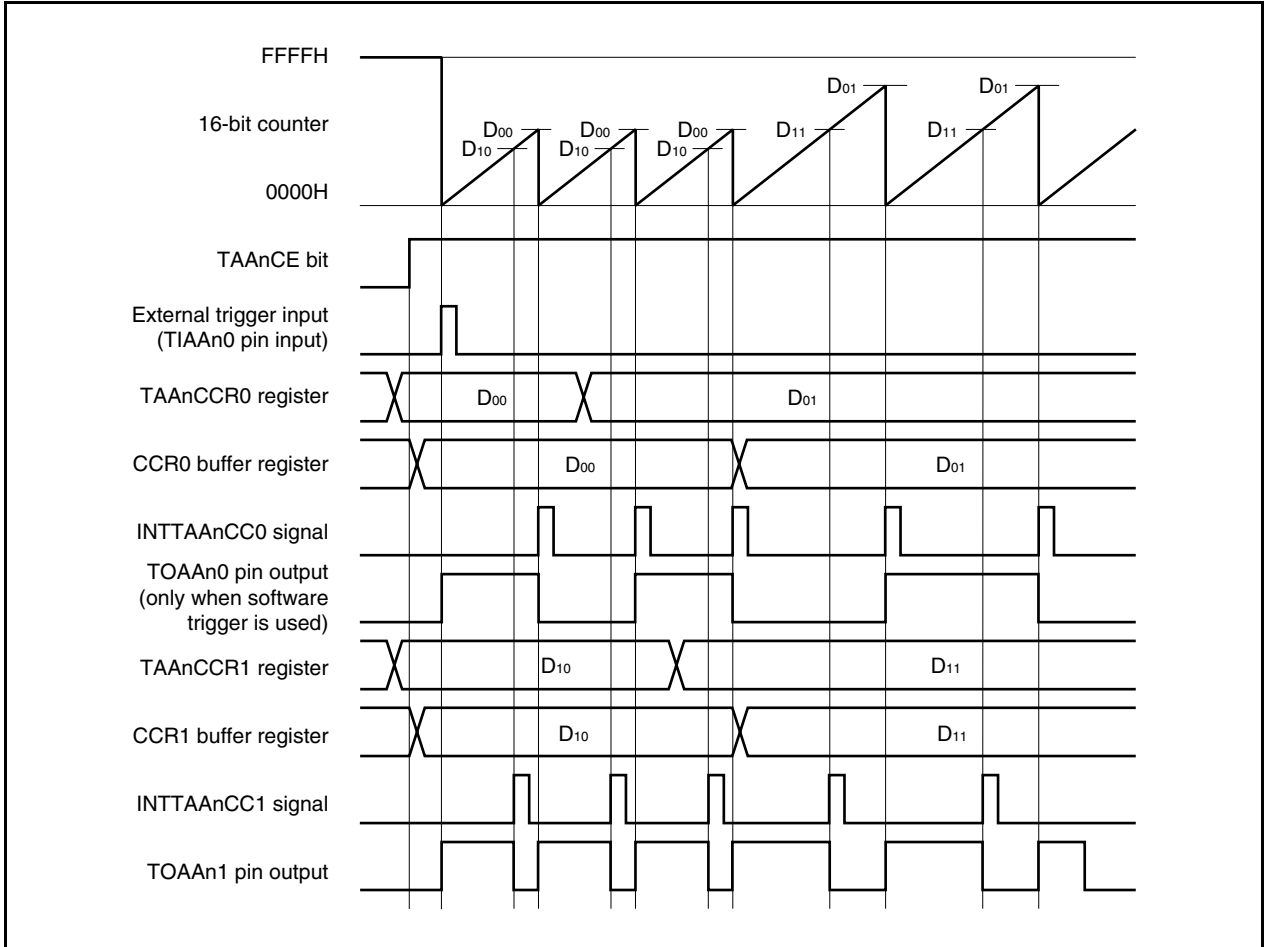 FFFFH
D01 D01
16-bit counter
D00 D00 D00 D11 D11
D10 D10 D10
0000H
TAAnCE bit
External trigger input
(TIAAn0 pin input)
TAAnCCR0 register
D00 D01
CCR0 buffer register
D00 D01
INTTAAnCC0 signal
TOAAn0 pin output
(only when software
trigger is used)
TAAnCCR1 register
D10 D11
CCR1 buffer register
D10 D11
INTTAAnCC1 signal
TOAAn1 pin output